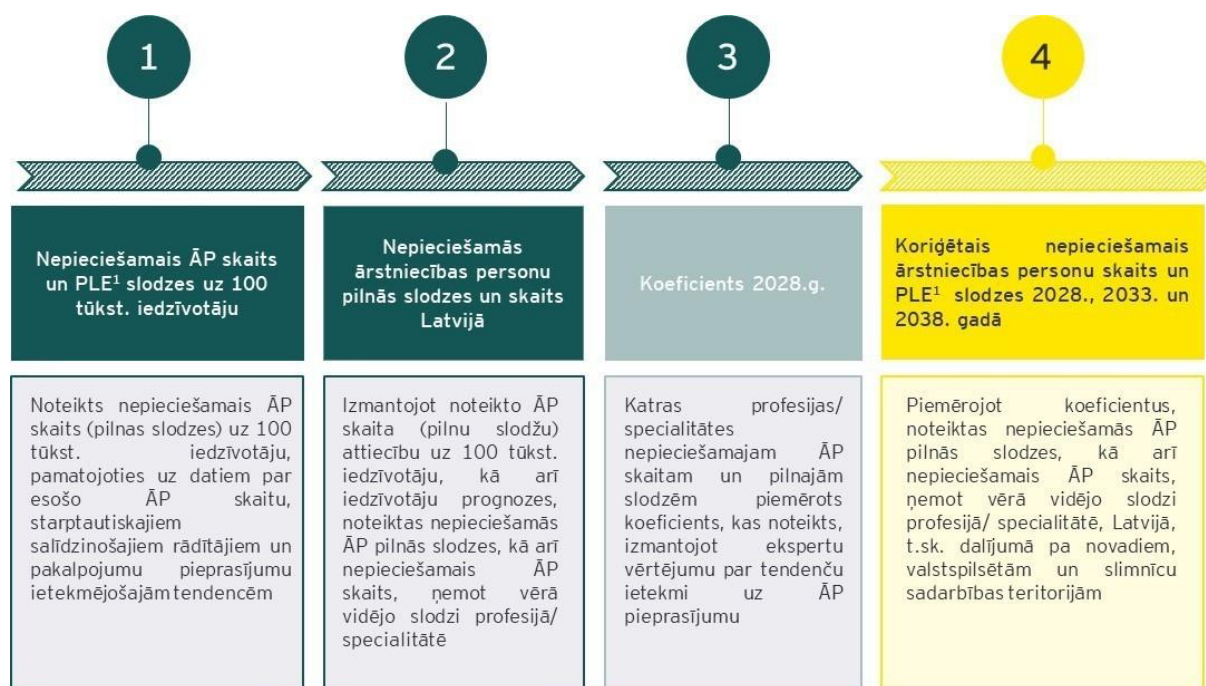 1
Nepieciešamais ĀP skaits
un PLE¹ slodzes uz 100
tūkst. iedzīvotāju
Noteikts nepieciešamais ĀP
skaits (pilnas slodzes) uz 100
tūkst. iedzīvotāju,
pamatojoties uz datiem par
esošo ĀP skaitu,
starptautiskajiem
salīdzinošajiem rādītājiem un
pakalpojumu pieprasījumu
ietekmējošajām tendencēm
2
Nepieciešamās
ārstniecības personu
pilnās slodzes un skaits
Latvijā
Izmantojot noteikto ĀP
skaita (pilnu slodžu)
attiecību uz 100 tūkst.
iedzīvotāju, kā arī
iedzīvotāju prognozes,
noteiktas nepieciešamās
ĀP pilnās slodzes, kā arī
nepieciešamais ĀP
skaits, ņemot vērā
vidējo slodzi profesijā/
specialitātē
3
Koeficients 2028.g.
Katras profesijas/
specialitātes
nepieciešamajam ĀP
skaitam un pilnajām
slodzēm piemērots
koeficients, kas noteikts,
izmantojot ekspertu
vērtējumu par tendenču
ietekmi uz ĀP
pieprasījumu
4
Koriģētais nepieciešamais
ārstniecības personu skaits un
PLE¹ slodzes 2028., 2033. un
2038. gadā
Piemērojot koeficientus,
noteiktas nepieciešamās ĀP
pilnās slodzes, kā arī
nepieciešamais ĀP skaits,
ņemot vērā vidējo slodzi
profesijā/ specialitātē, Latvijā,
t.sk. dalījumā pa novadiem,
valstspilsētām un slimnīcu
sadarbības teritorijām